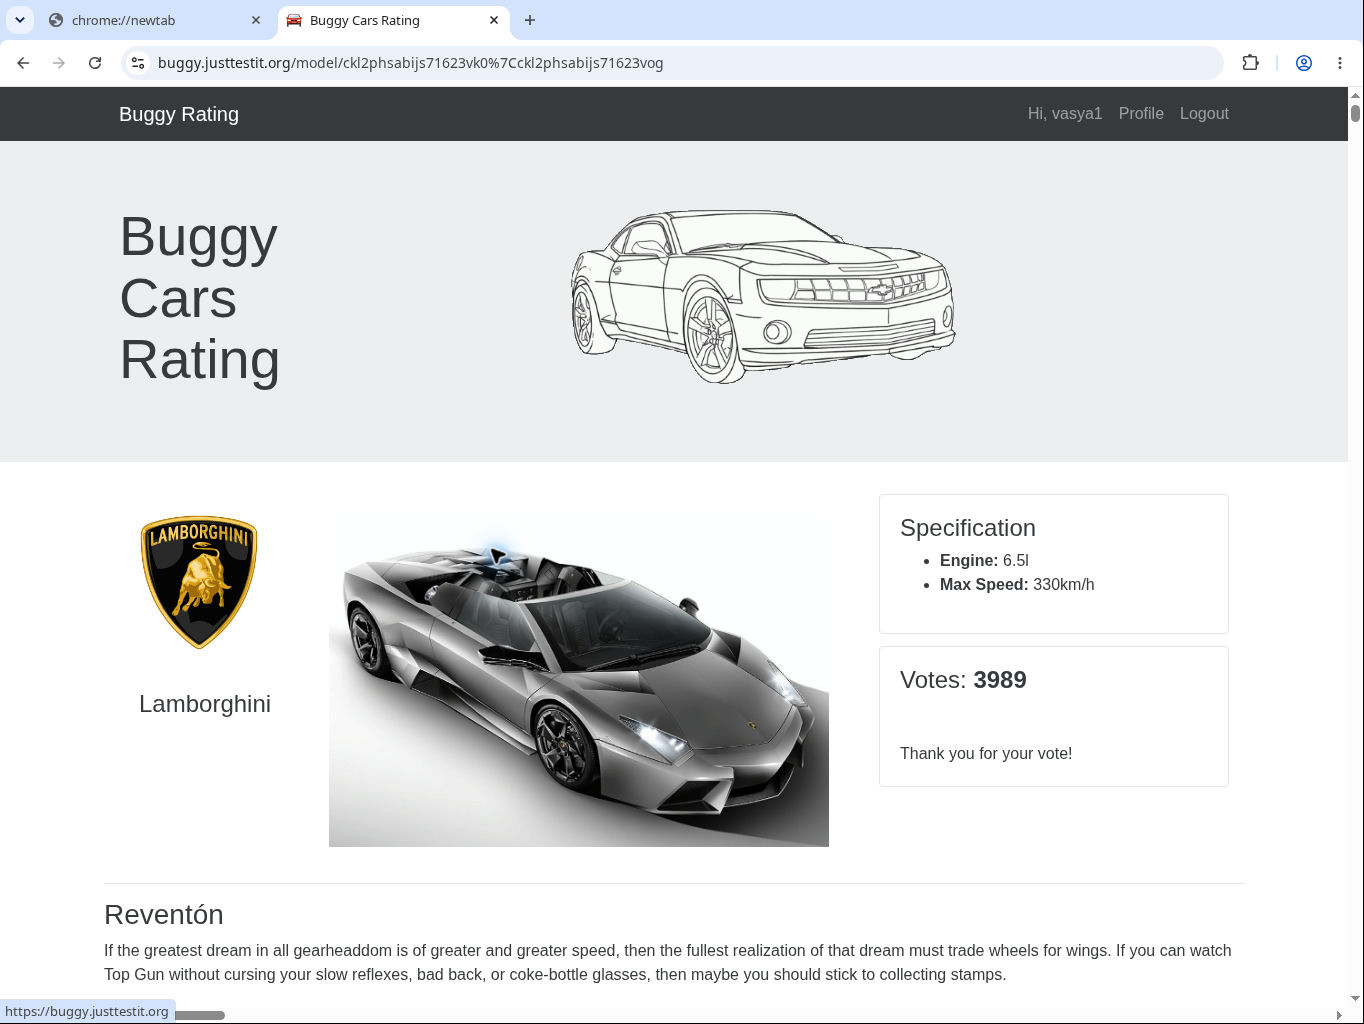 chrome://newtab
Buggy Cars Rating
buggy.justtestit.org/model/ckl2phsabijs71623vk0%7Cckl2phsabijs71623vog
Buggy Rating
Hi, vasya1
Profile
Logout
Buggy
Cars
Rating
LAMBORGHINI
Lamborghini
Specification
• Engine: 6.5l
• Max Speed: 330km/h
Votes: 3989
Thank you for your vote!
Reventón
If the greatest dream in all gearheaddom is of greater and greater speed, then the fullest realization of that dream must trade wheels for wings. If you can watch
Top Gun without cursing your slow reflexes, bad back, or coke-bottle glasses, then maybe you should stick to collecting stamps.
https://buggy.justtestit.org